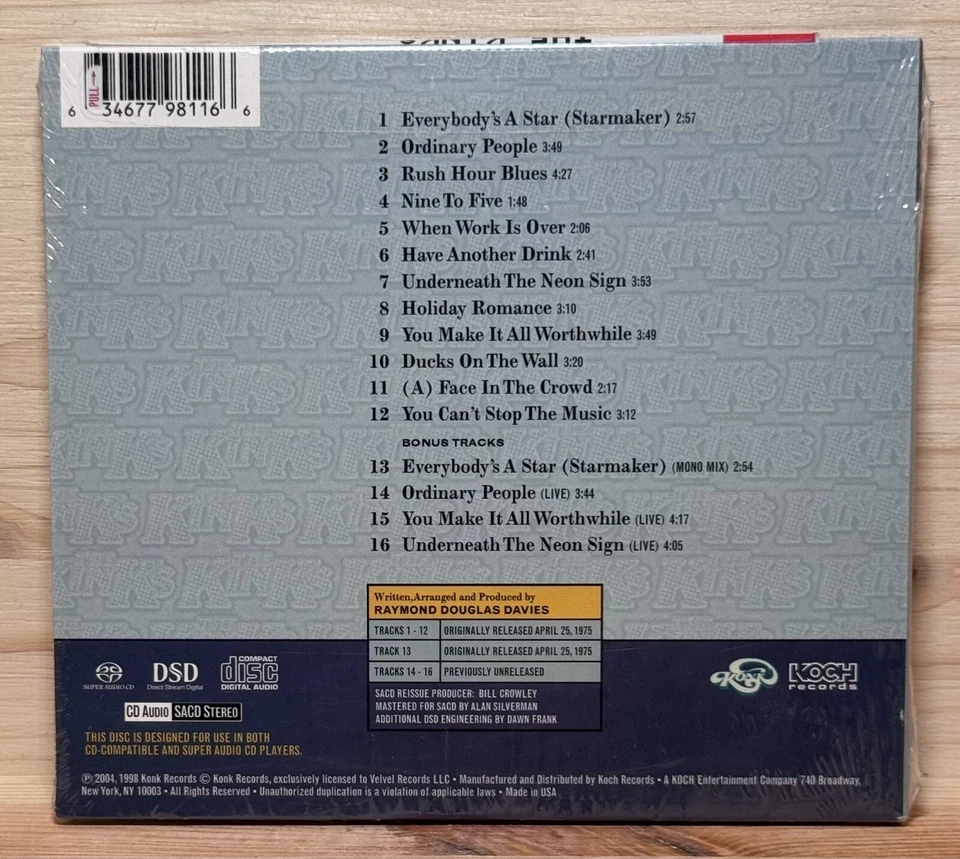 THE KINKS
PULL→
6 34677 98116 6
1 Everybody's A Star (Starmaker) 2:57
2 Ordinary People 3:49
3 Rush Hour Blues 4:27
4 Nine To Five 1:48
5 When Work Is Over 2:06
6 Have Another Drink 2:41
7 Underneath The Neon Sign 3:53
8 Holiday Romance 3:10
9 You Make It All Worthwhile 3:49
10 Ducks On The Wall 3:20
11 (A) Face In The Crowd 2:17
12 You Can't Stop The Music 3:12
BONUS TRACKS
13 Everybody's A Star (Starmaker) (MONO MIX) 2:54
14 Ordinary People (LIVE) 3:44
15 You Make It All Worthwhile (LIVE) 4:17
16 Underneath The Neon Sign (LIVE) 4:05
Written, Arranged and Produced by
RAYMOND DOUGLAS DAVIES
TRACKS 1 - 12 ORIGINALLY RELEASED APRIL 25, 1975
TRACK 13 ORIGINALLY RELEASED APRIL 25, 1975
TRACKS 14 - 16 PREVIOUSLY UNRELEASED
SACD REISSUE PRODUCER: BILL CROWLEY
MASTERED FOR SACD BY ALAN SILVERMAN
ADDITIONAL DSD ENGINEERING BY DAWN FRANK
SUPER AUDIO CD
DSD
Direct Stream Digital
COMPACT
disc
DIGITAL AUDIO
CD AUDIO SACD STEREO
THIS DISC IS DESIGNED FOR USE IN BOTH
CD-COMPATIBLE AND SUPER AUDIO CD PLAYERS.
KONK
KOCH
records
℗ 2004, 1998 Konk Records © Konk Records, exclusively licensed to Velvel Records LLC • Manufactured and Distributed by Koch Records • A KOCH Entertainment Company 740 Broadway,
New York, NY 10003 • All Rights Reserved • Unauthorized duplication is a violation of applicable laws • Made in USA